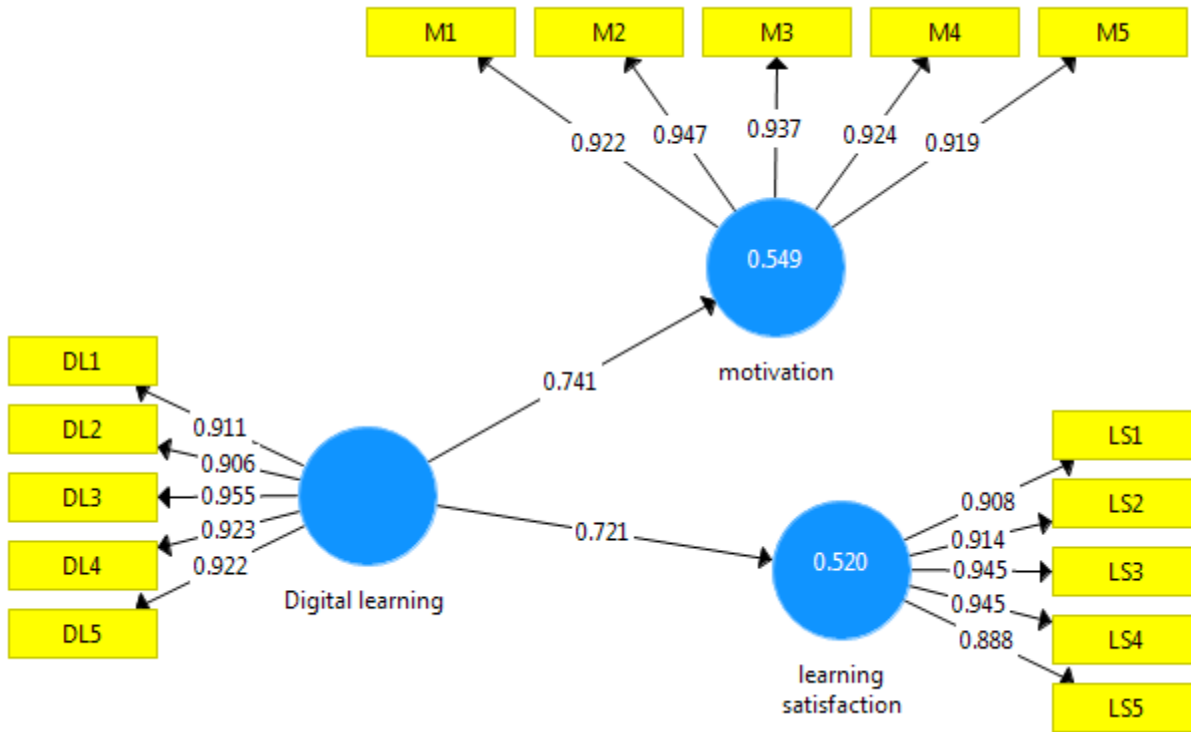 M1
M2
M3
M4
M5
0.922
0.947
0.937
0.924
0.919
0.549
motivation
0.741
DL1
DL2
DL3
DL4
DL5
0.911
0.906
0.955
0.923
0.922
Digital learning
0.721
0.520
learning
satisfaction
0.908
0.914
0.945
0.945
0.888
LS1
LS2
LS3
LS4
LS5